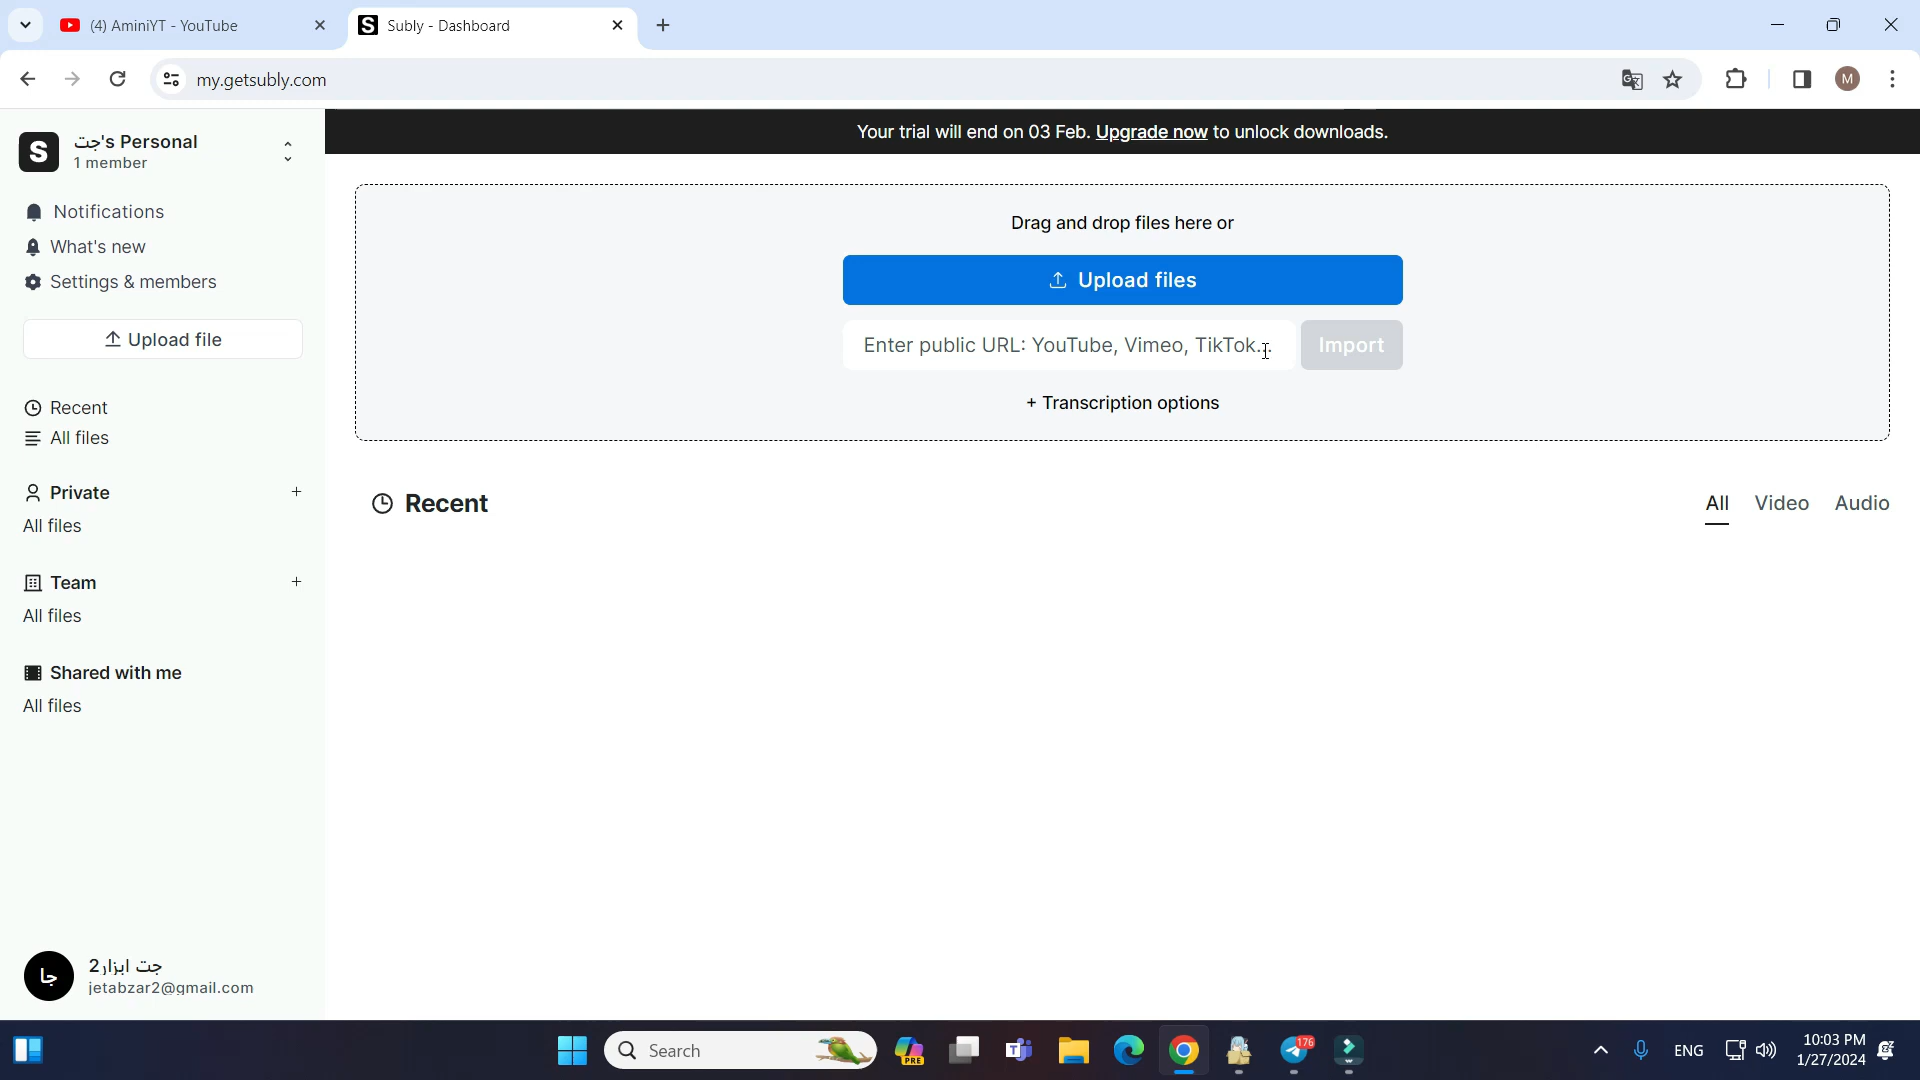 (4) AminiYT - YouTube
Subly - Dashboard
my.getsubly.com
M
S
جت's Personal
1 member
Your trial will end on 03 Feb. Upgrade now to unlock downloads.
Notifications
What's new
Settings & members
Upload file
Drag and drop files here or
Upload files
Enter public URL: YouTube, Vimeo, TikTok...
Import
+ Transcription options
Recent
All files
Private
All files
Team
All files
Shared with me
All files
Recent
All Video Audio
جا
جت ابزار2
jetabzar2@gmail.com
Search
PRE
176
ENG
10:03 PM
1/27/2024